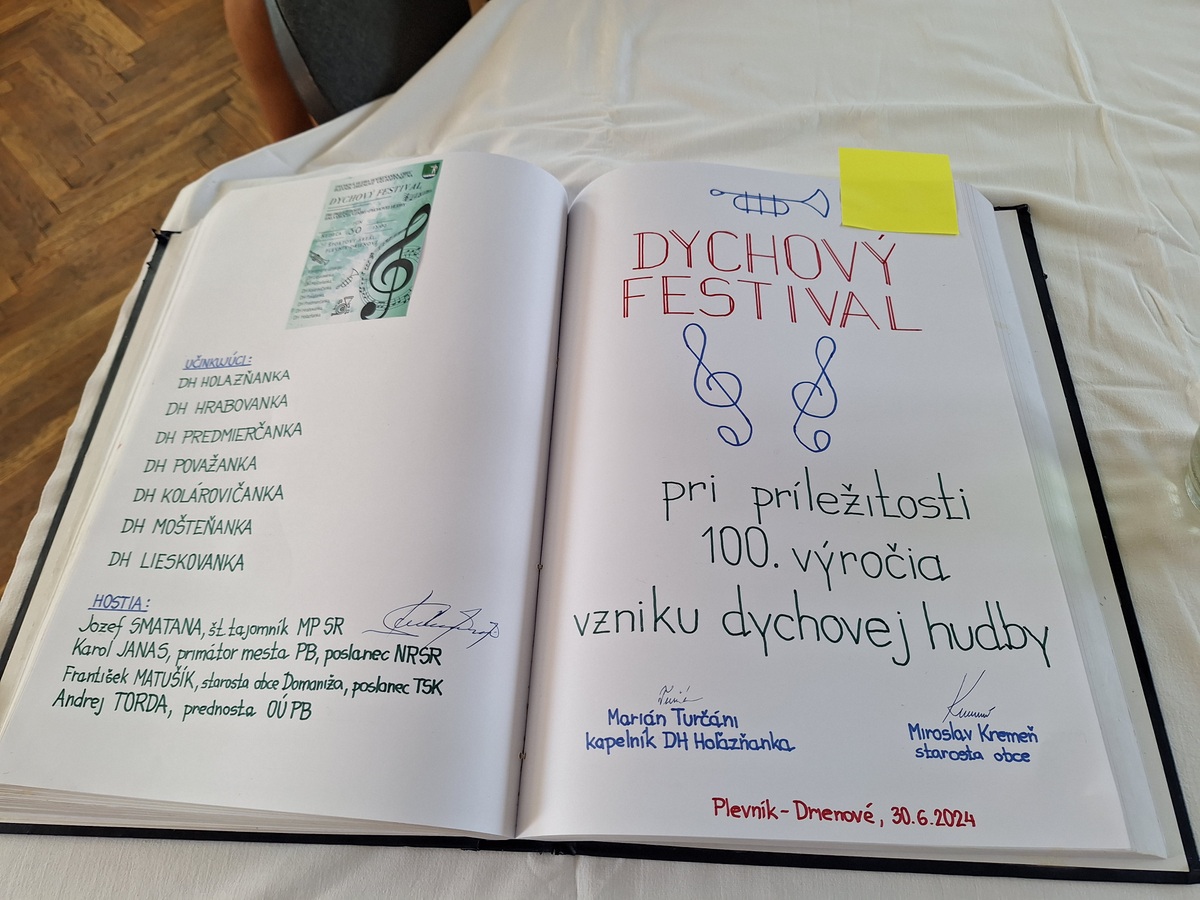 DYCHOVÝ FESTIVAL
UČINKUJÚCI:
DH HOLAZŇANKA
DH HRABOVANKA
DH PREDMIERČANKA
DH POVAŽANKA
DH KOLÁROVIČANKA
DH MOŠTEŇANKA
DH LIESKOVANKA
HOSTIA:
Jozef SMATANA, št. tajomník MP SR
Karol JANAS, primátor mesta PB, poslanec NRSR
František MATUŠÍK, starosta obce Domaniža, poslanec TSK
Andrej TORDA, prednosta OÚ PB
DYCHOVÝ
FESTIVAL
pri príležitosti
100. výročia
vzniku dychovej hudby
Marián Turčáni
kapelník DH Holazňanka
Miroslav Kremeň
starosta obce
Plevník-Drienové, 30.6.2024